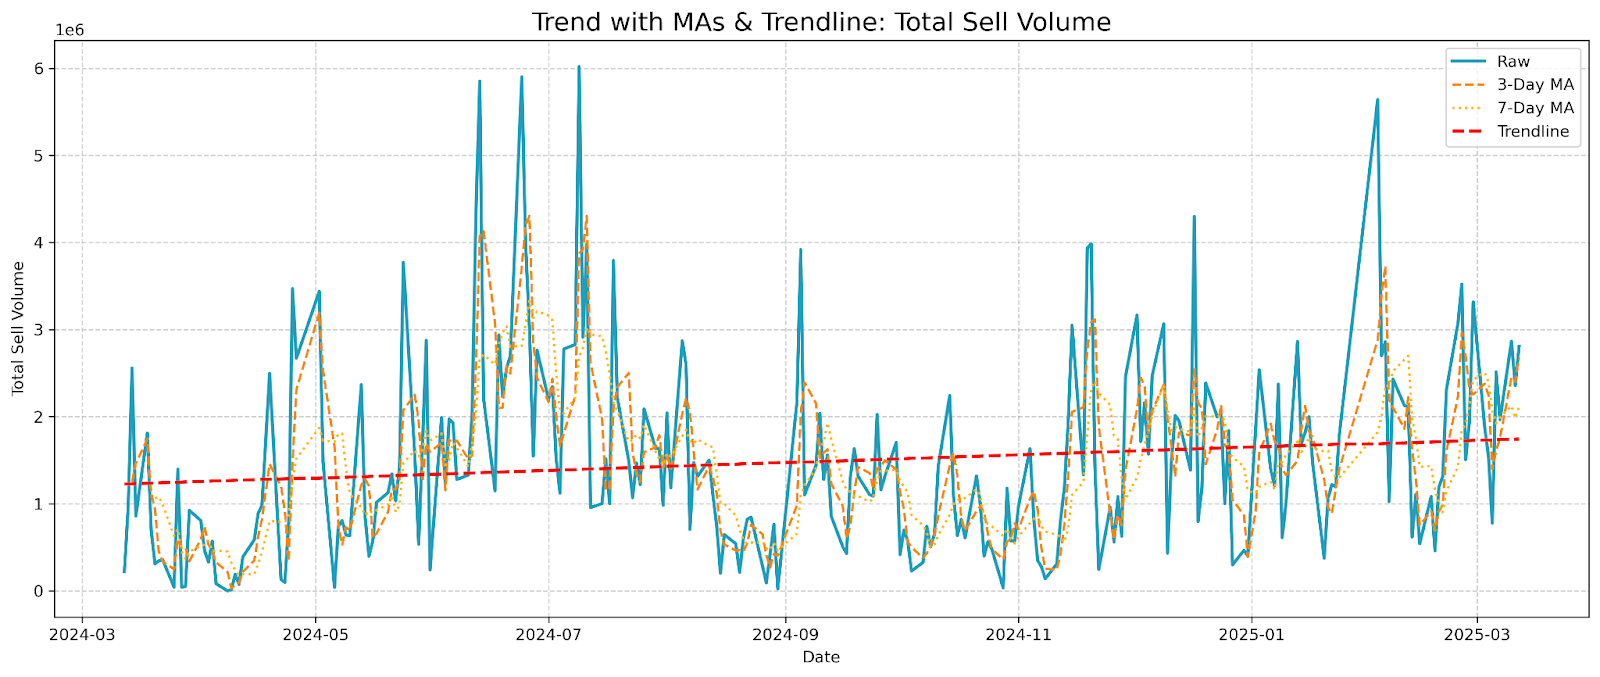 Trend with MAs & Trendline: Total Sell Volume
1e6
Raw
3-Day MA
7-Day MA
Trendline
6
5
4
3
2
1
0
Total Sell Volume
2024-03
2024-05
2024-07
2024-09
2024-11
2025-01
2025-03
Date